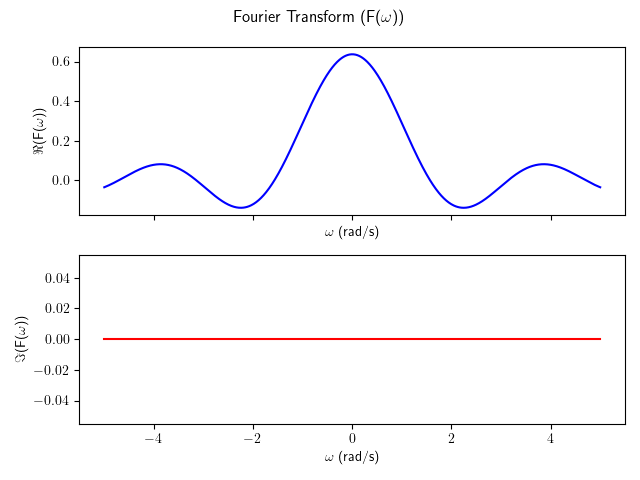 Fourier Transform (F(ω))
0.6
0.4
0.2
0.0
ℜ(F(ω))
ω (rad/s)
0.04
0.02
0.00
−0.02
−0.04
ℑ(F(ω))
−4 −2 0 2 4
ω (rad/s)